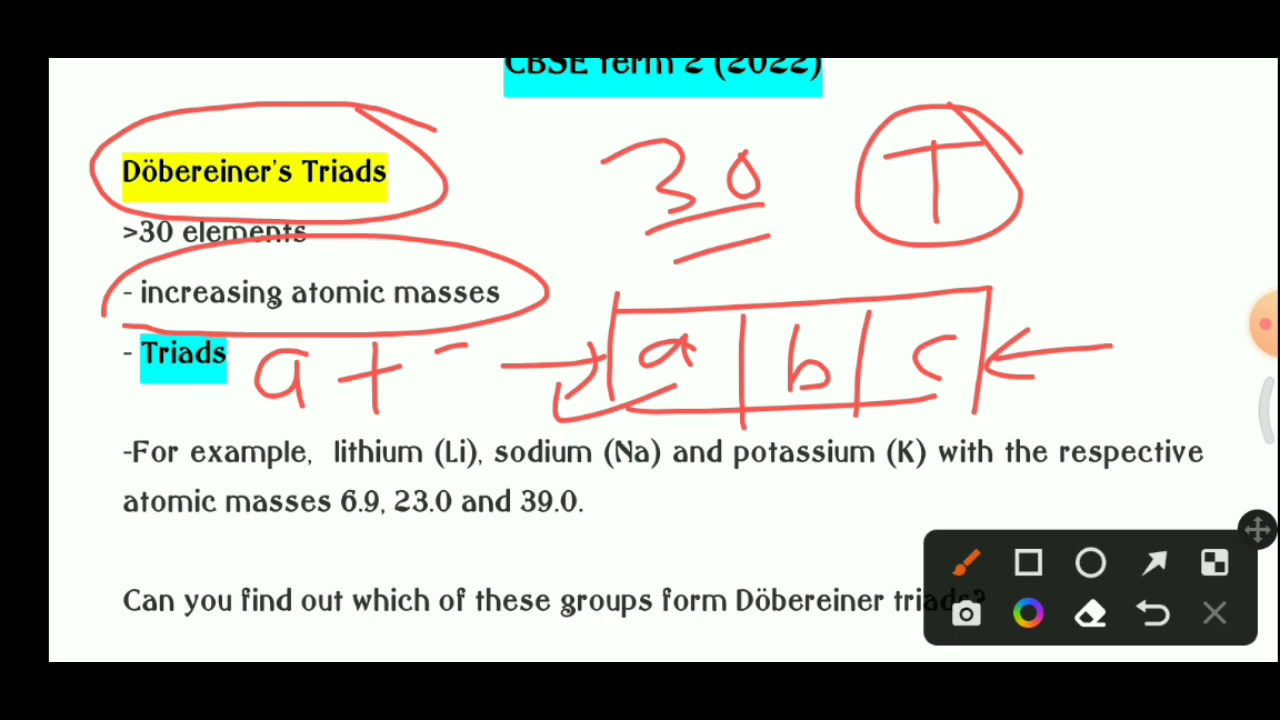 CBSE Term 2 (2022)
Döbereiner's Triads
30
T
>30 elements
- increasing atomic masses
- Triads
a +
a b c
-For example, lithium (Li), sodium (Na) and potassium (K) with the respective
atomic masses 6.9, 23.0 and 39.0.
Can you find out which of these groups form Döbereiner triads?